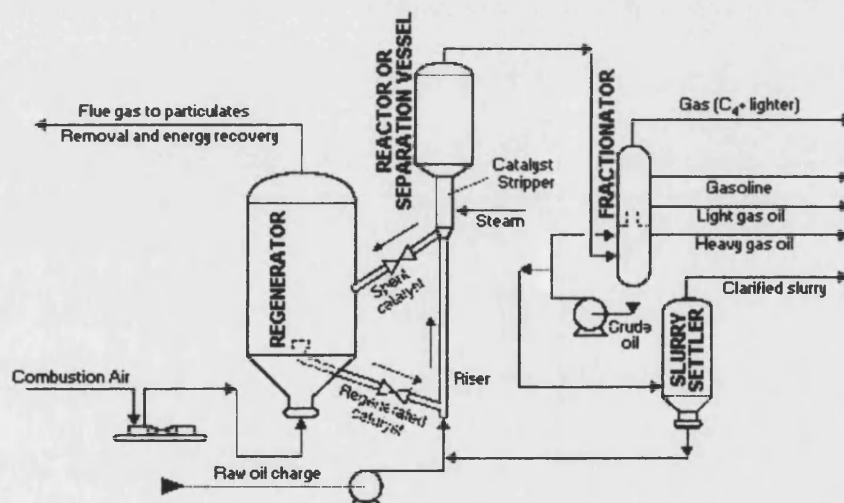 Flue gas to particulates
Removal and energy recovery
REACTOR OR
SEPARATION VESSEL
FRACTIONATOR
Gas (C4+ lighter)
Catalyst
Stripper
Gasoline
Steam
Light gas oil
Heavy gas oil
REGENERATOR
Spent
catalyst
Clarified slurry
Crude
oil
SLURRY
SETTLER
Combustion Air
Regenerated
catalyst
Riser
Raw oil charge